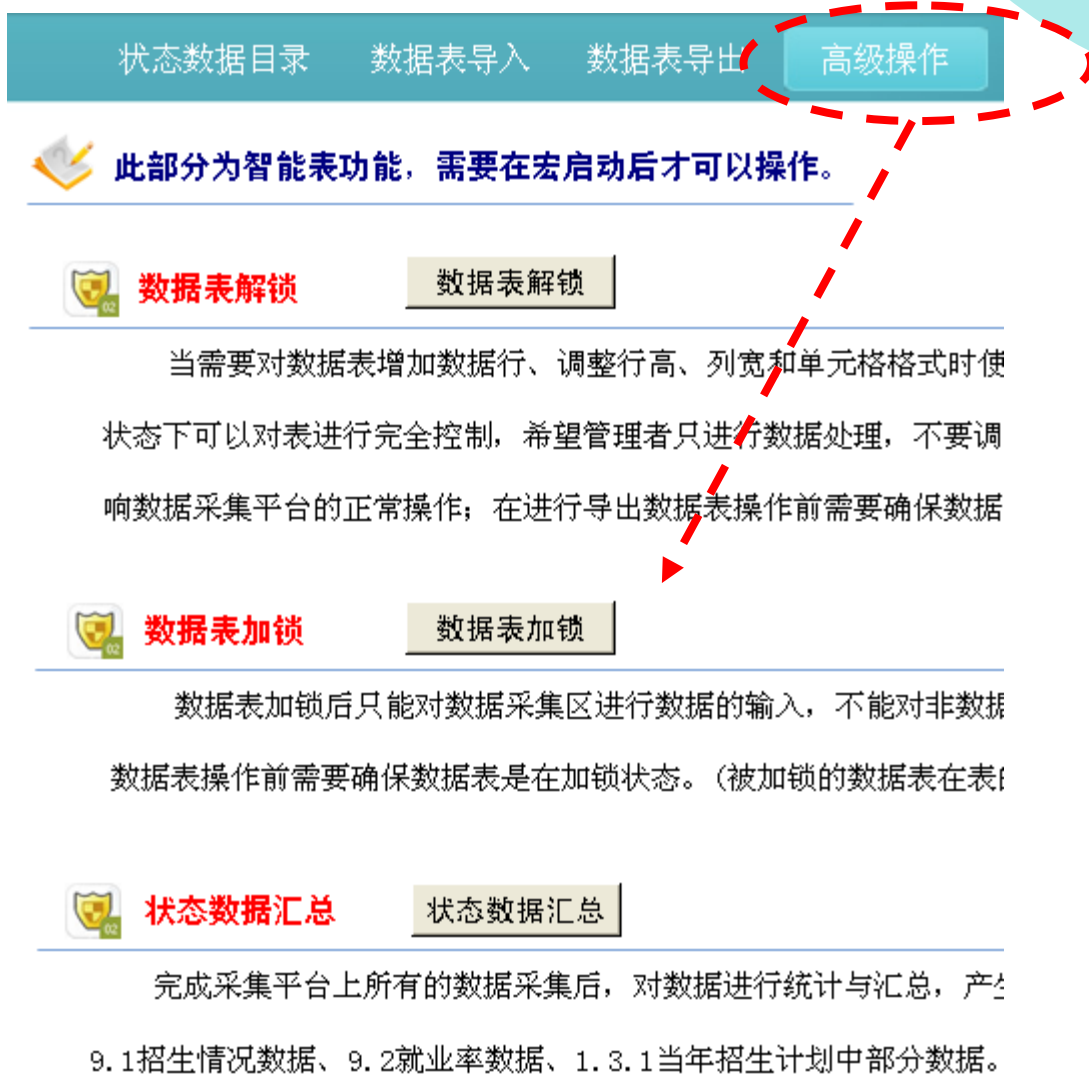 状态数据目录 数据表导入 数据表导出 高级操作
此部分为智能表功能，需要在宏启动后才可以操作。
数据表解锁 数据表解锁
当需要对数据表增加数据行、调整行高、列宽和单元格格式时使
状态下可以对表进行完全控制，希望管理者只进行数据处理，不要调
响数据采集平台的正常操作；在进行导出数据表操作前需要确保数据
数据表加锁 数据表加锁
数据表加锁后只能对数据采集区进行数据的输入，不能对非数据
数据表操作前需要确保数据表是在加锁状态。（被加锁的数据表在表
状态数据汇总 状态数据汇总
完成采集平台上所有的数据采集后，对数据进行统计与汇总，产生
9.1招生情况数据、9.2就业率数据、1.3.1当年招生计划中部分数据。